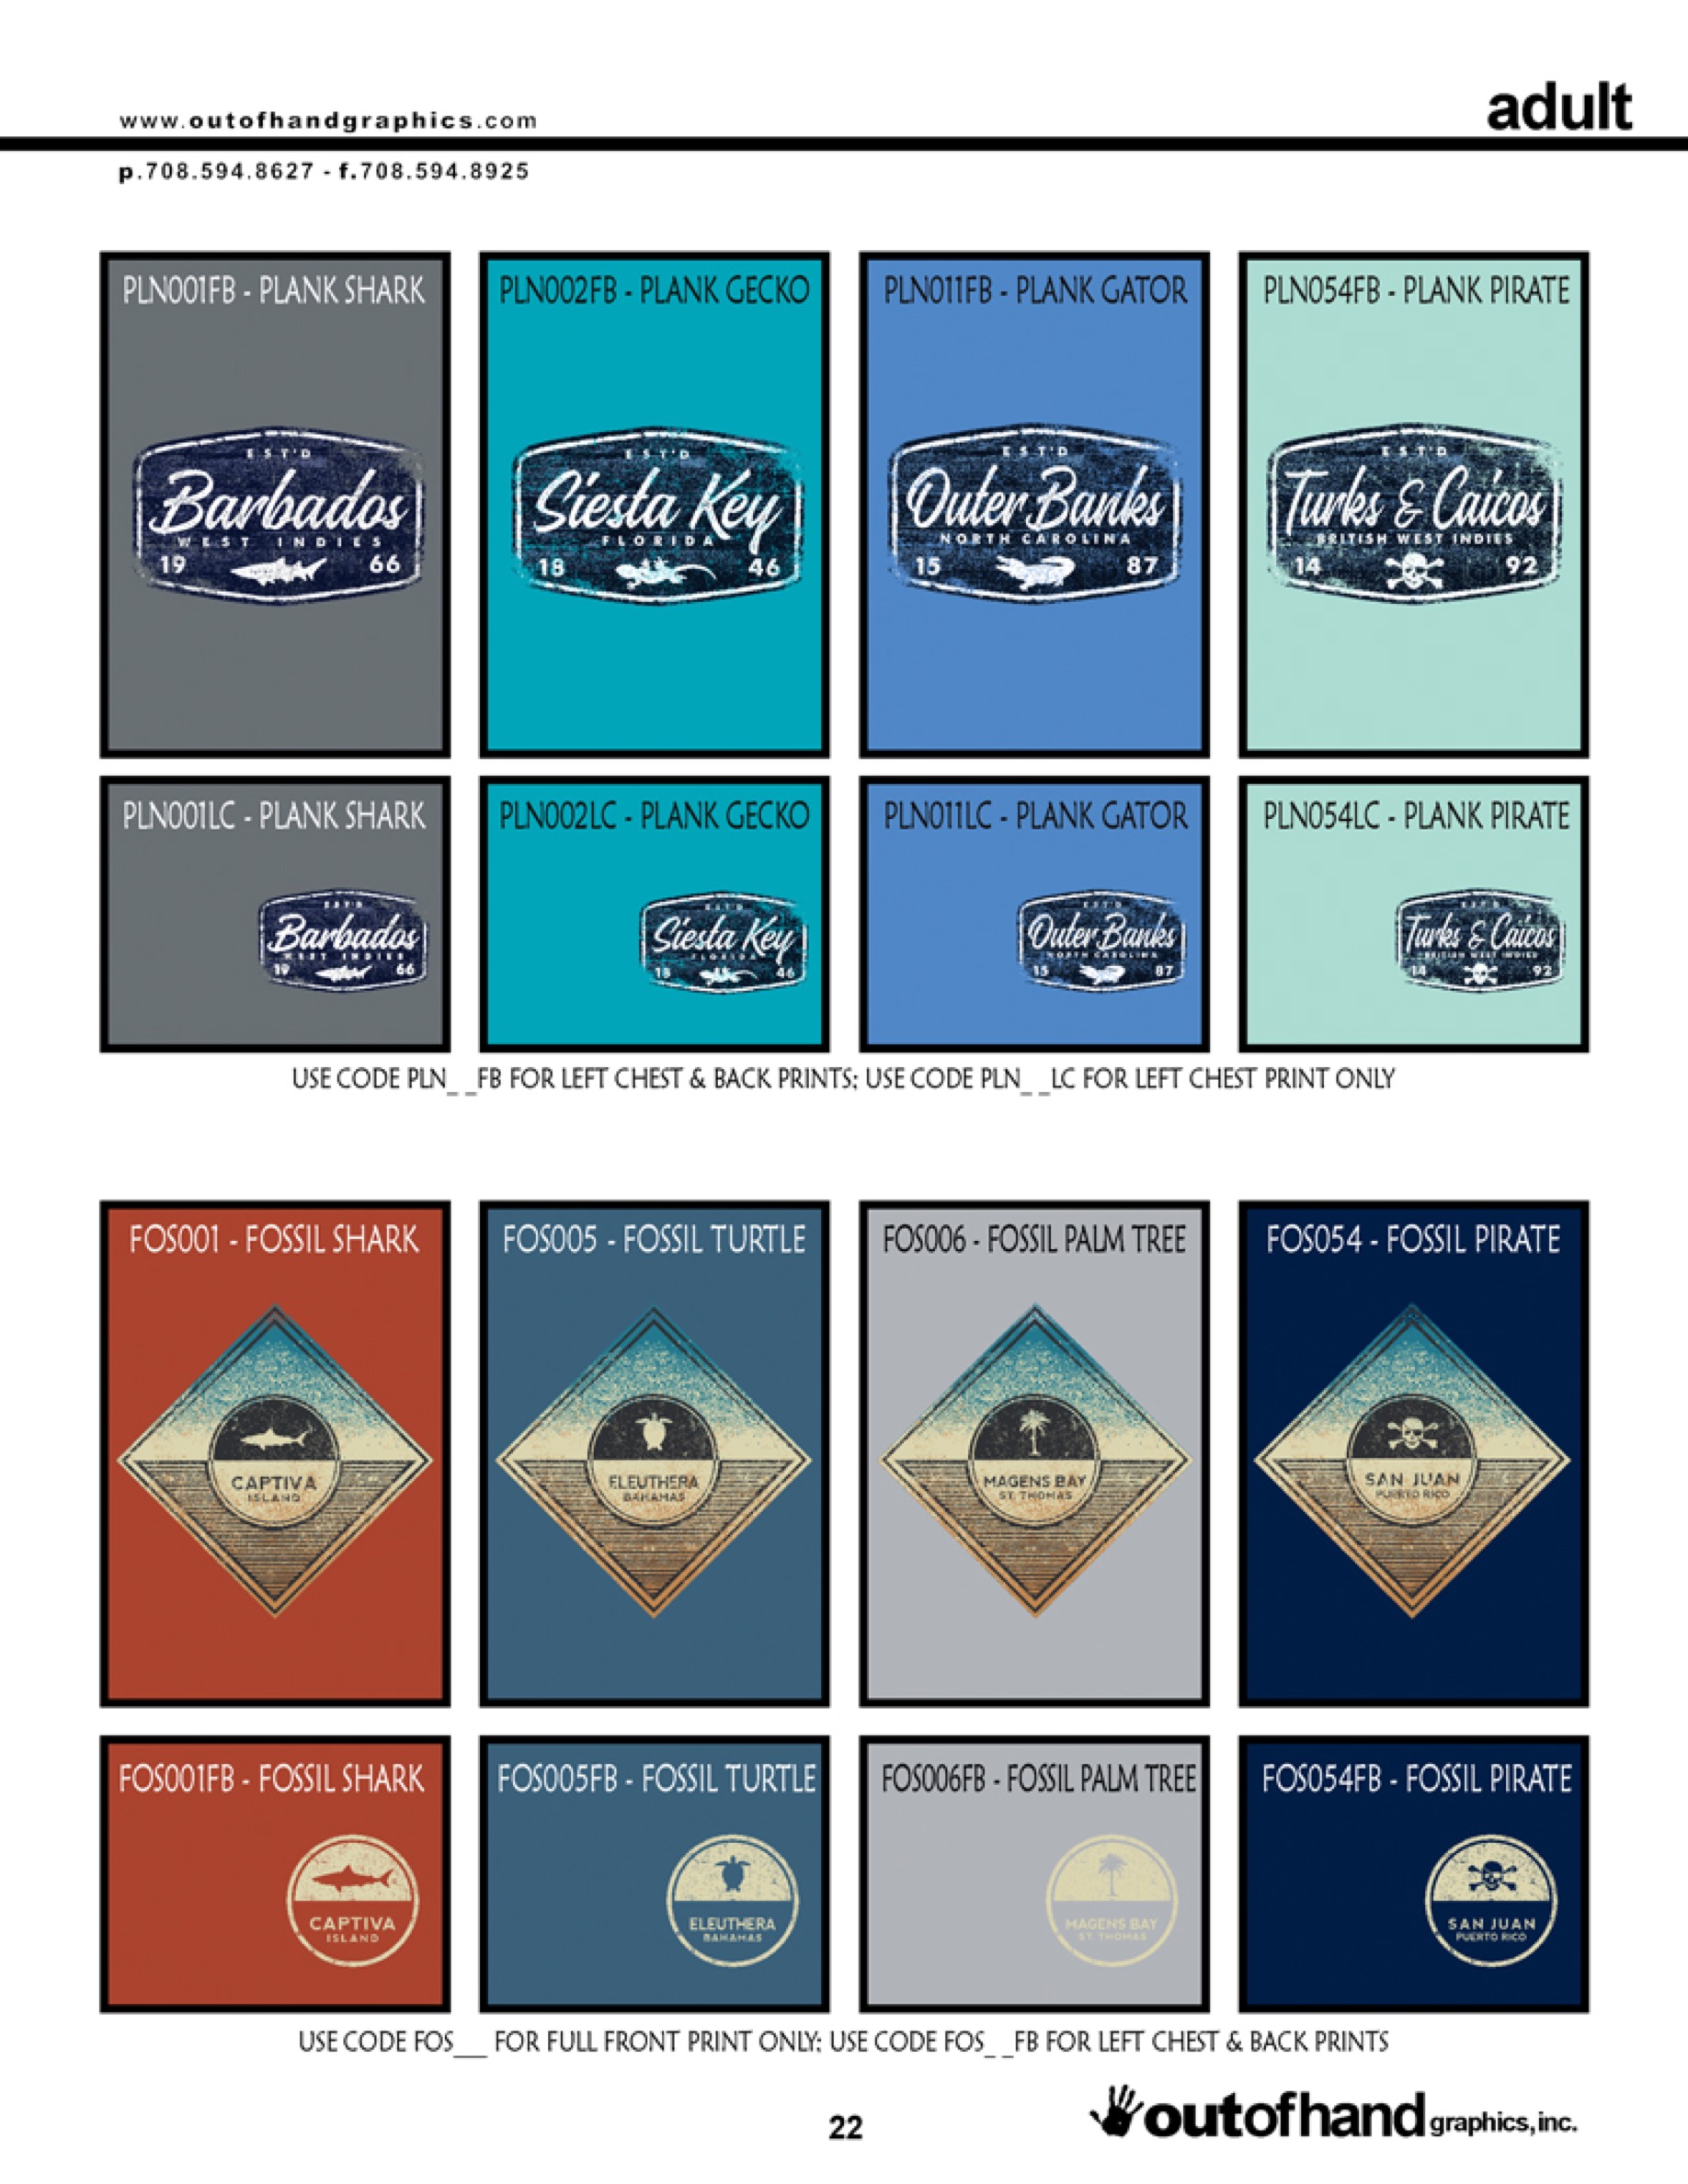 adult
www.outofhandgraphics.com
p.708.594.8627 - f.708.594.8925
PLN001FB - PLANK SHARK
EST'D
Barbados
WEST INDIES
19 66
PLN002FB - PLANK GECKO
EST'D
Siesta Key
FLORIDA
18 46
PLN011FB - PLANK GATOR
EST'D
Outer Banks
NORTH CAROLINA
15 87
PLN054FB - PLANK PIRATE
EST'D
Turks & Caicos
BRITISH WEST INDIES
14 92
PLN001LC - PLANK SHARK
EST'D
Barbados
WEST INDIES
19 66
PLN002LC - PLANK GECKO
EST'D
Siesta Key
FLORIDA
18 46
PLN011LC - PLANK GATOR
EST'D
Outer Banks
NORTH CAROLINA
15 87
PLN054LC - PLANK PIRATE
EST'D
Turks & Caicos
BRITISH WEST INDIES
14 92
USE CODE PLN_ _FB FOR LEFT CHEST & BACK PRINTS; USE CODE PLN_ _LC FOR LEFT CHEST PRINT ONLY
FOS001 - FOSSIL SHARK
CAPTIVA
ISLAND
FOS005 - FOSSIL TURTLE
ELEUTHERA
BAHAMAS
FOS006 - FOSSIL PALM TREE
MAGENS BAY
ST. THOMAS
FOS054 - FOSSIL PIRATE
SAN JUAN
PUERTO RICO
FOS001FB - FOSSIL SHARK
CAPTIVA
ISLAND
FOS005FB - FOSSIL TURTLE
ELEUTHERA
BAHAMAS
FOS006FB - FOSSIL PALM TREE
MAGENS BAY
ST. THOMAS
FOS054FB - FOSSIL PIRATE
SAN JUAN
PUERTO RICO
USE CODE FOS___ FOR FULL FRONT PRINT ONLY; USE CODE FOS_ _FB FOR LEFT CHEST & BACK PRINTS
22
outofhand graphics, inc.